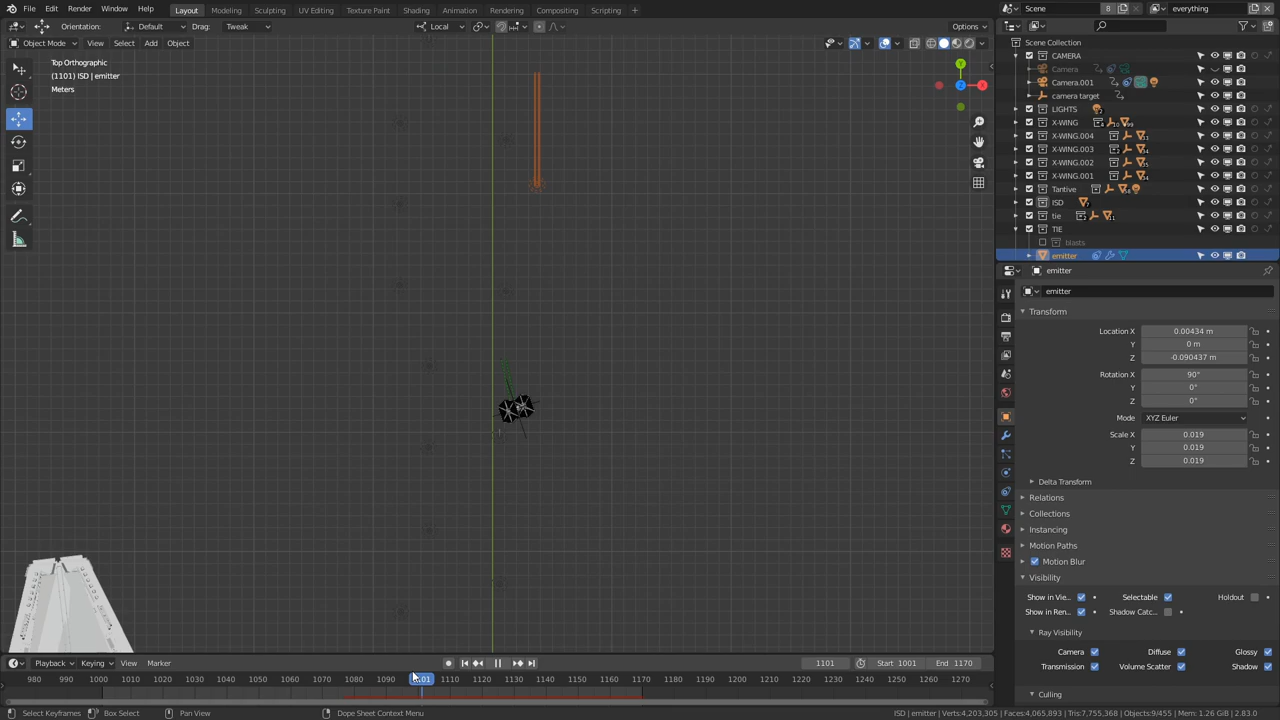 File Edit Render Window Help Layout Modeling Sculpting UV Editing Texture Paint Shading Animation Rendering Compositing Scripting + Scene 8 everything
Orientation: Default Drag: Tweak Local Options
Object Mode View Select Add Object
Top Orthographic
(1101) ISD | emitter
Meters
Y
Z
X
Scene Collection
CAMERA
Camera
Camera.001
camera target
LIGHTS
X-WING
X-WING.004
X-WING.003
X-WING.002
X-WING.001
Tantive
ISD
tie
TIE
blasts
emitter
emitter
emitter
Transform
Location X 0.00434 m
Y 0 m
Z -0.090437 m
Rotation X 90°
Y 0°
Z 0°
Mode XYZ Euler
Scale X 0.019
Y 0.019
Z 0.019
Delta Transform
Relations
Collections
Instancing
Motion Paths
Motion Blur
Visibility
Show in Vie... Selectable Holdout
Show in Ren... Shadow Catc...
Ray Visibility
Camera Diffuse Glossy
Transmission Volume Scatter Shadow
Culling
Playback Keying View Marker 1101 Start 1001 End 1170
980 990 1000 1010 1020 1030 1040 1050 1060 1070 1080 1090 1101 1110 1120 1130 1140 1150 1160 1170 1180 1190 1200 1210 1220 1230 1240 1250 1260 1270
Select Keyframes Box Select Pan View Dope Sheet Context Menu ISD | emitter | Verts:4,203,305 | Faces:4,065,893 | Tris:7,755,368 | Objects:9/455 | Mem: 1.26 GiB | 2.83.0